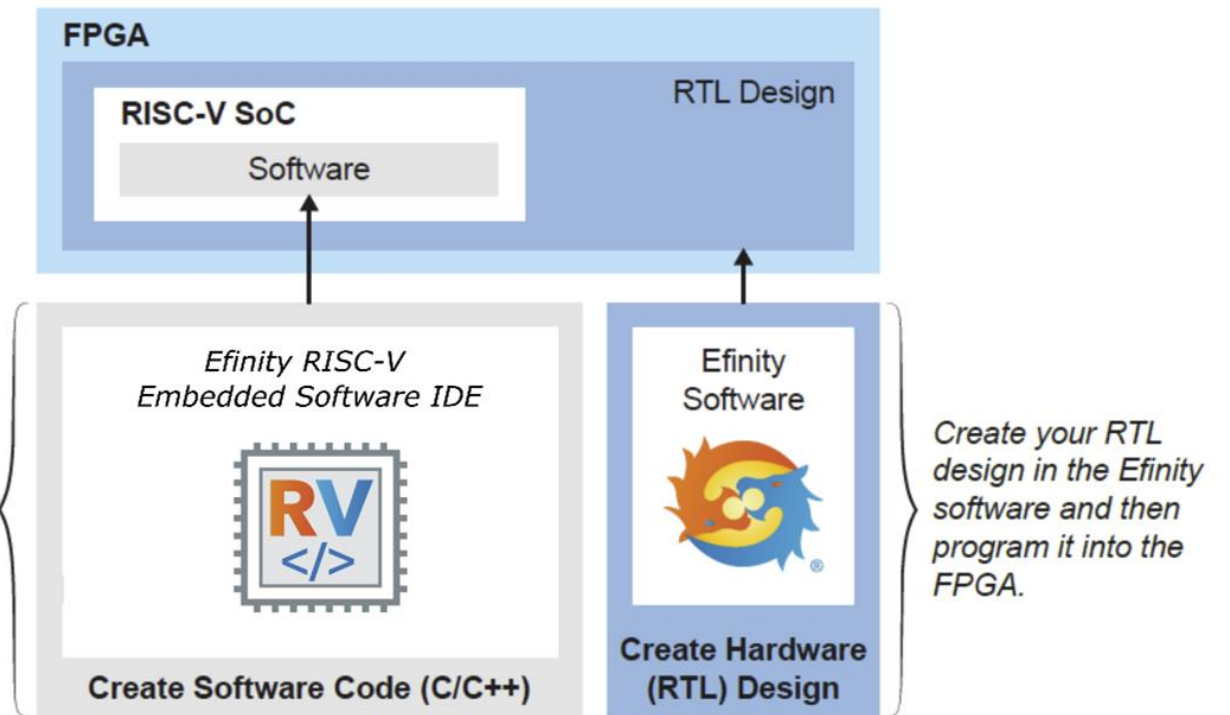 FPGA
RTL Design
RISC-V SoC
Software
Efinity RISC-V
Embedded Software IDE
RV
</>
Create Software Code (C/C++)
Efinity
Software
®
Create Hardware
(RTL) Design
Create your RTL
design in the Efinity
software and then
program it into the
FPGA.